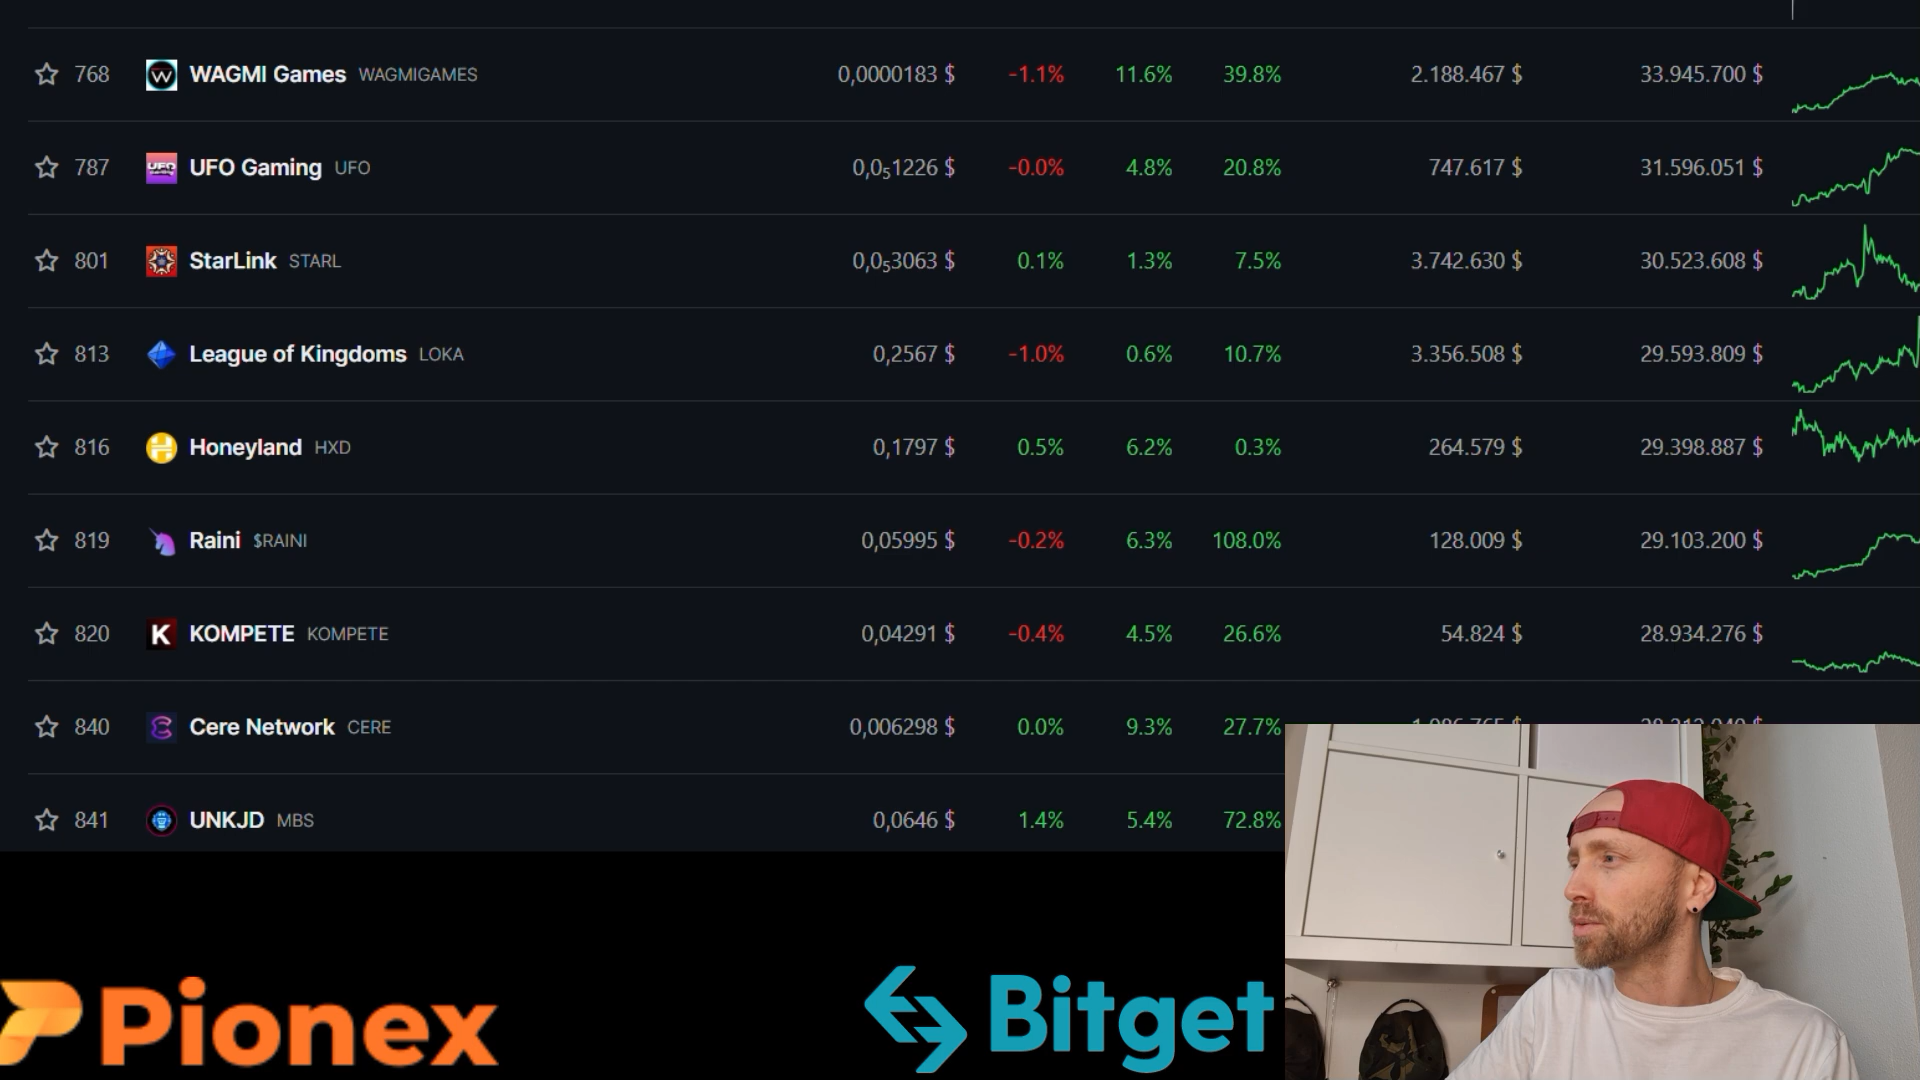 768 WAGMI Games WAGMIGAMES 0,0000183 $ -1.1% 11.6% 39.8% 2.188.467 $ 33.945.700 $
787 UFO Gaming UFO 0,0₅1226 $ -0.0% 4.8% 20.8% 747.617 $ 31.596.051 $
801 StarLink STARL 0,0₅3063 $ 0.1% 1.3% 7.5% 3.742.630 $ 30.523.608 $
813 League of Kingdoms LOKA 0,2567 $ -1.0% 0.6% 10.7% 3.356.508 $ 29.593.809 $
816 Honeyland HXD 0,1797 $ 0.5% 6.2% 0.3% 264.579 $ 29.398.887 $
819 Raini $RAINI 0,05995 $ -0.2% 6.3% 108.0% 128.009 $ 29.103.200 $
820 KOMPETE KOMPETE 0,04291 $ -0.4% 4.5% 26.6% 54.824 $ 28.934.276 $
840 Cere Network CERE 0,006298 $ 0.0% 9.3% 27.7%
841 UNKJD MBS 0,0646 $ 1.4% 5.4% 72.8%
Pionex Bitget